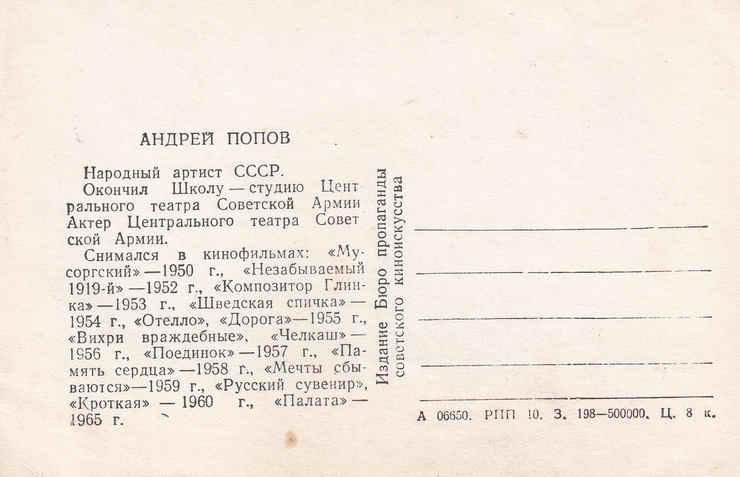 АНДРЕЙ ПОПОВ
Народный артист СССР.
Окончил Школу — студию Цент
рального театра Советской Армии
Актер Центрального театра Совет
ской Армии.
Снимался в кинофильмах: «Му-
соргский»—1950 г., «Незабываемый
1919-й»—1952 г., «Композитор Глин-
ка»—1953 г., «Шведская спичка»—
1954 г., «Отелло», «Дорога»—1955 г.,
«Вихри враждебные», «Челкаш»—
1956 г., «Поединок»—1957 г., «Па-
мять сердца»—1958 г., «Мечты сбы-
ваются»—1959 г., «Русский сувенир»,
«Кроткая» — 1960 г., «Палата»—
1965 г.
Издание Бюро пропаганды
советского киноискусства
А 06650. РПП 10. З. 198—500000. Ц. 8 к.